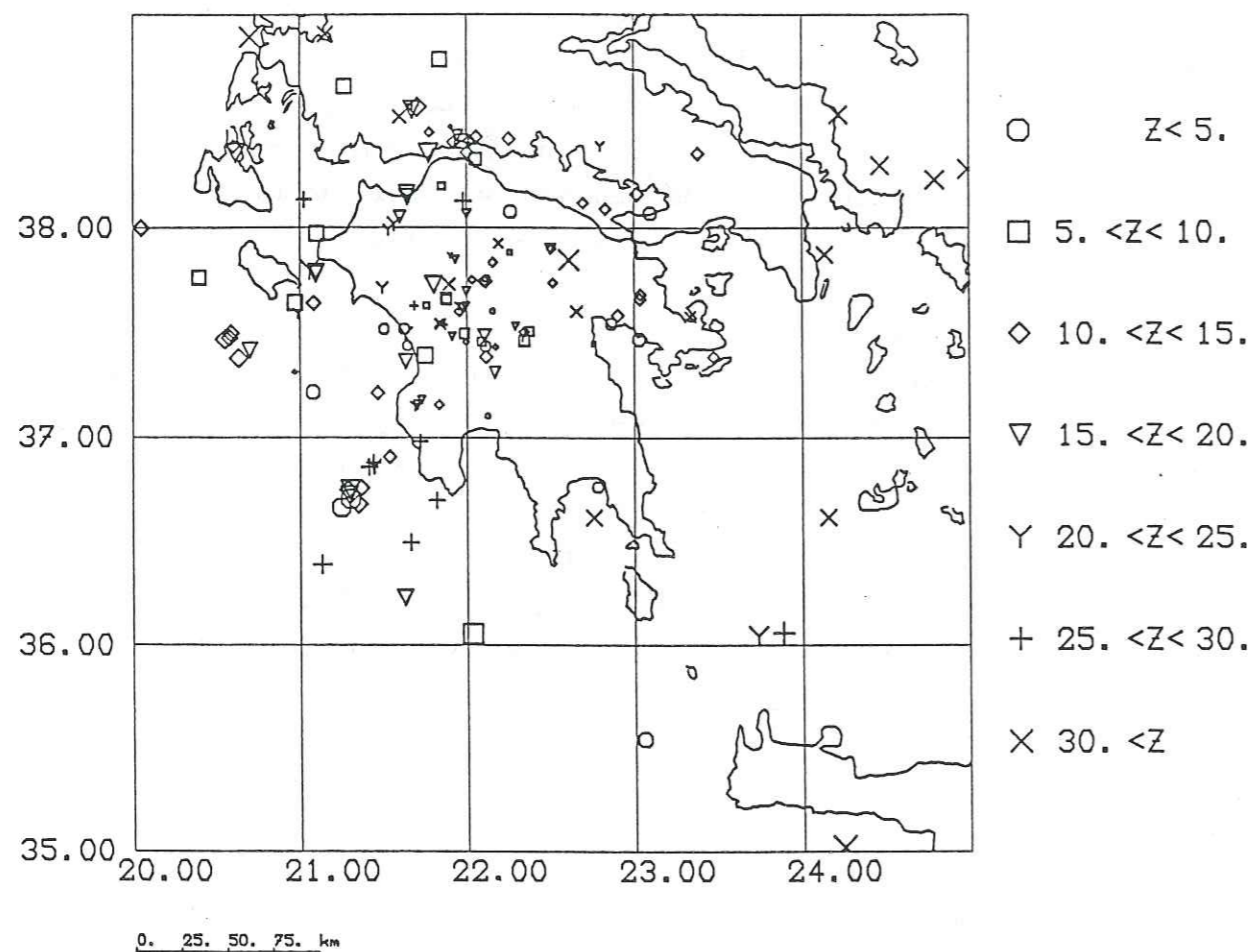 Z< 5.
38.00
5. <Z< 10.
10. <Z< 15.
37.00
15. <Z< 20.
20. <Z< 25.
36.00
25. <Z< 30.
30. <Z
35.00
20.00 21.00 22.00 23.00 24.00
0. 25. 50. 75. km